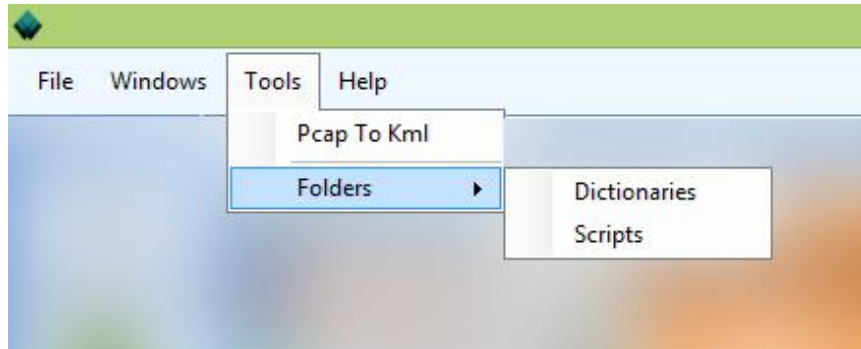 File Windows Tools Help
Pcap To Kml
Folders
Dictionaries
Scripts